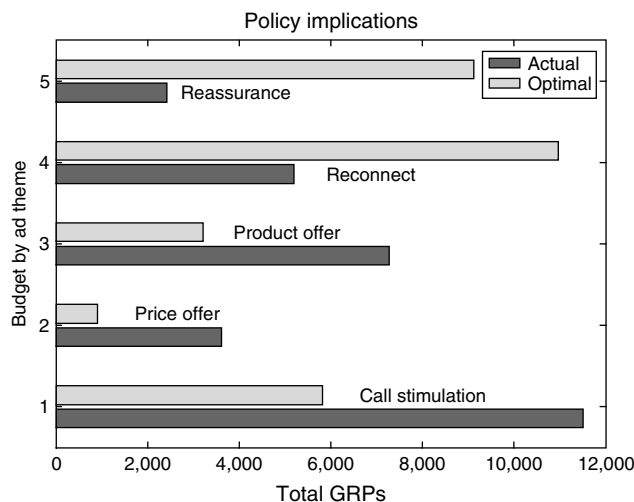 Policy implications
Actual
Optimal
5
Reassurance
4
Reconnect
3
Product offer
2
Price offer
1
Call stimulation
Budget by ad theme
0 2,000 4,000 6,000 8,000 10,000 12,000
Total GRPs